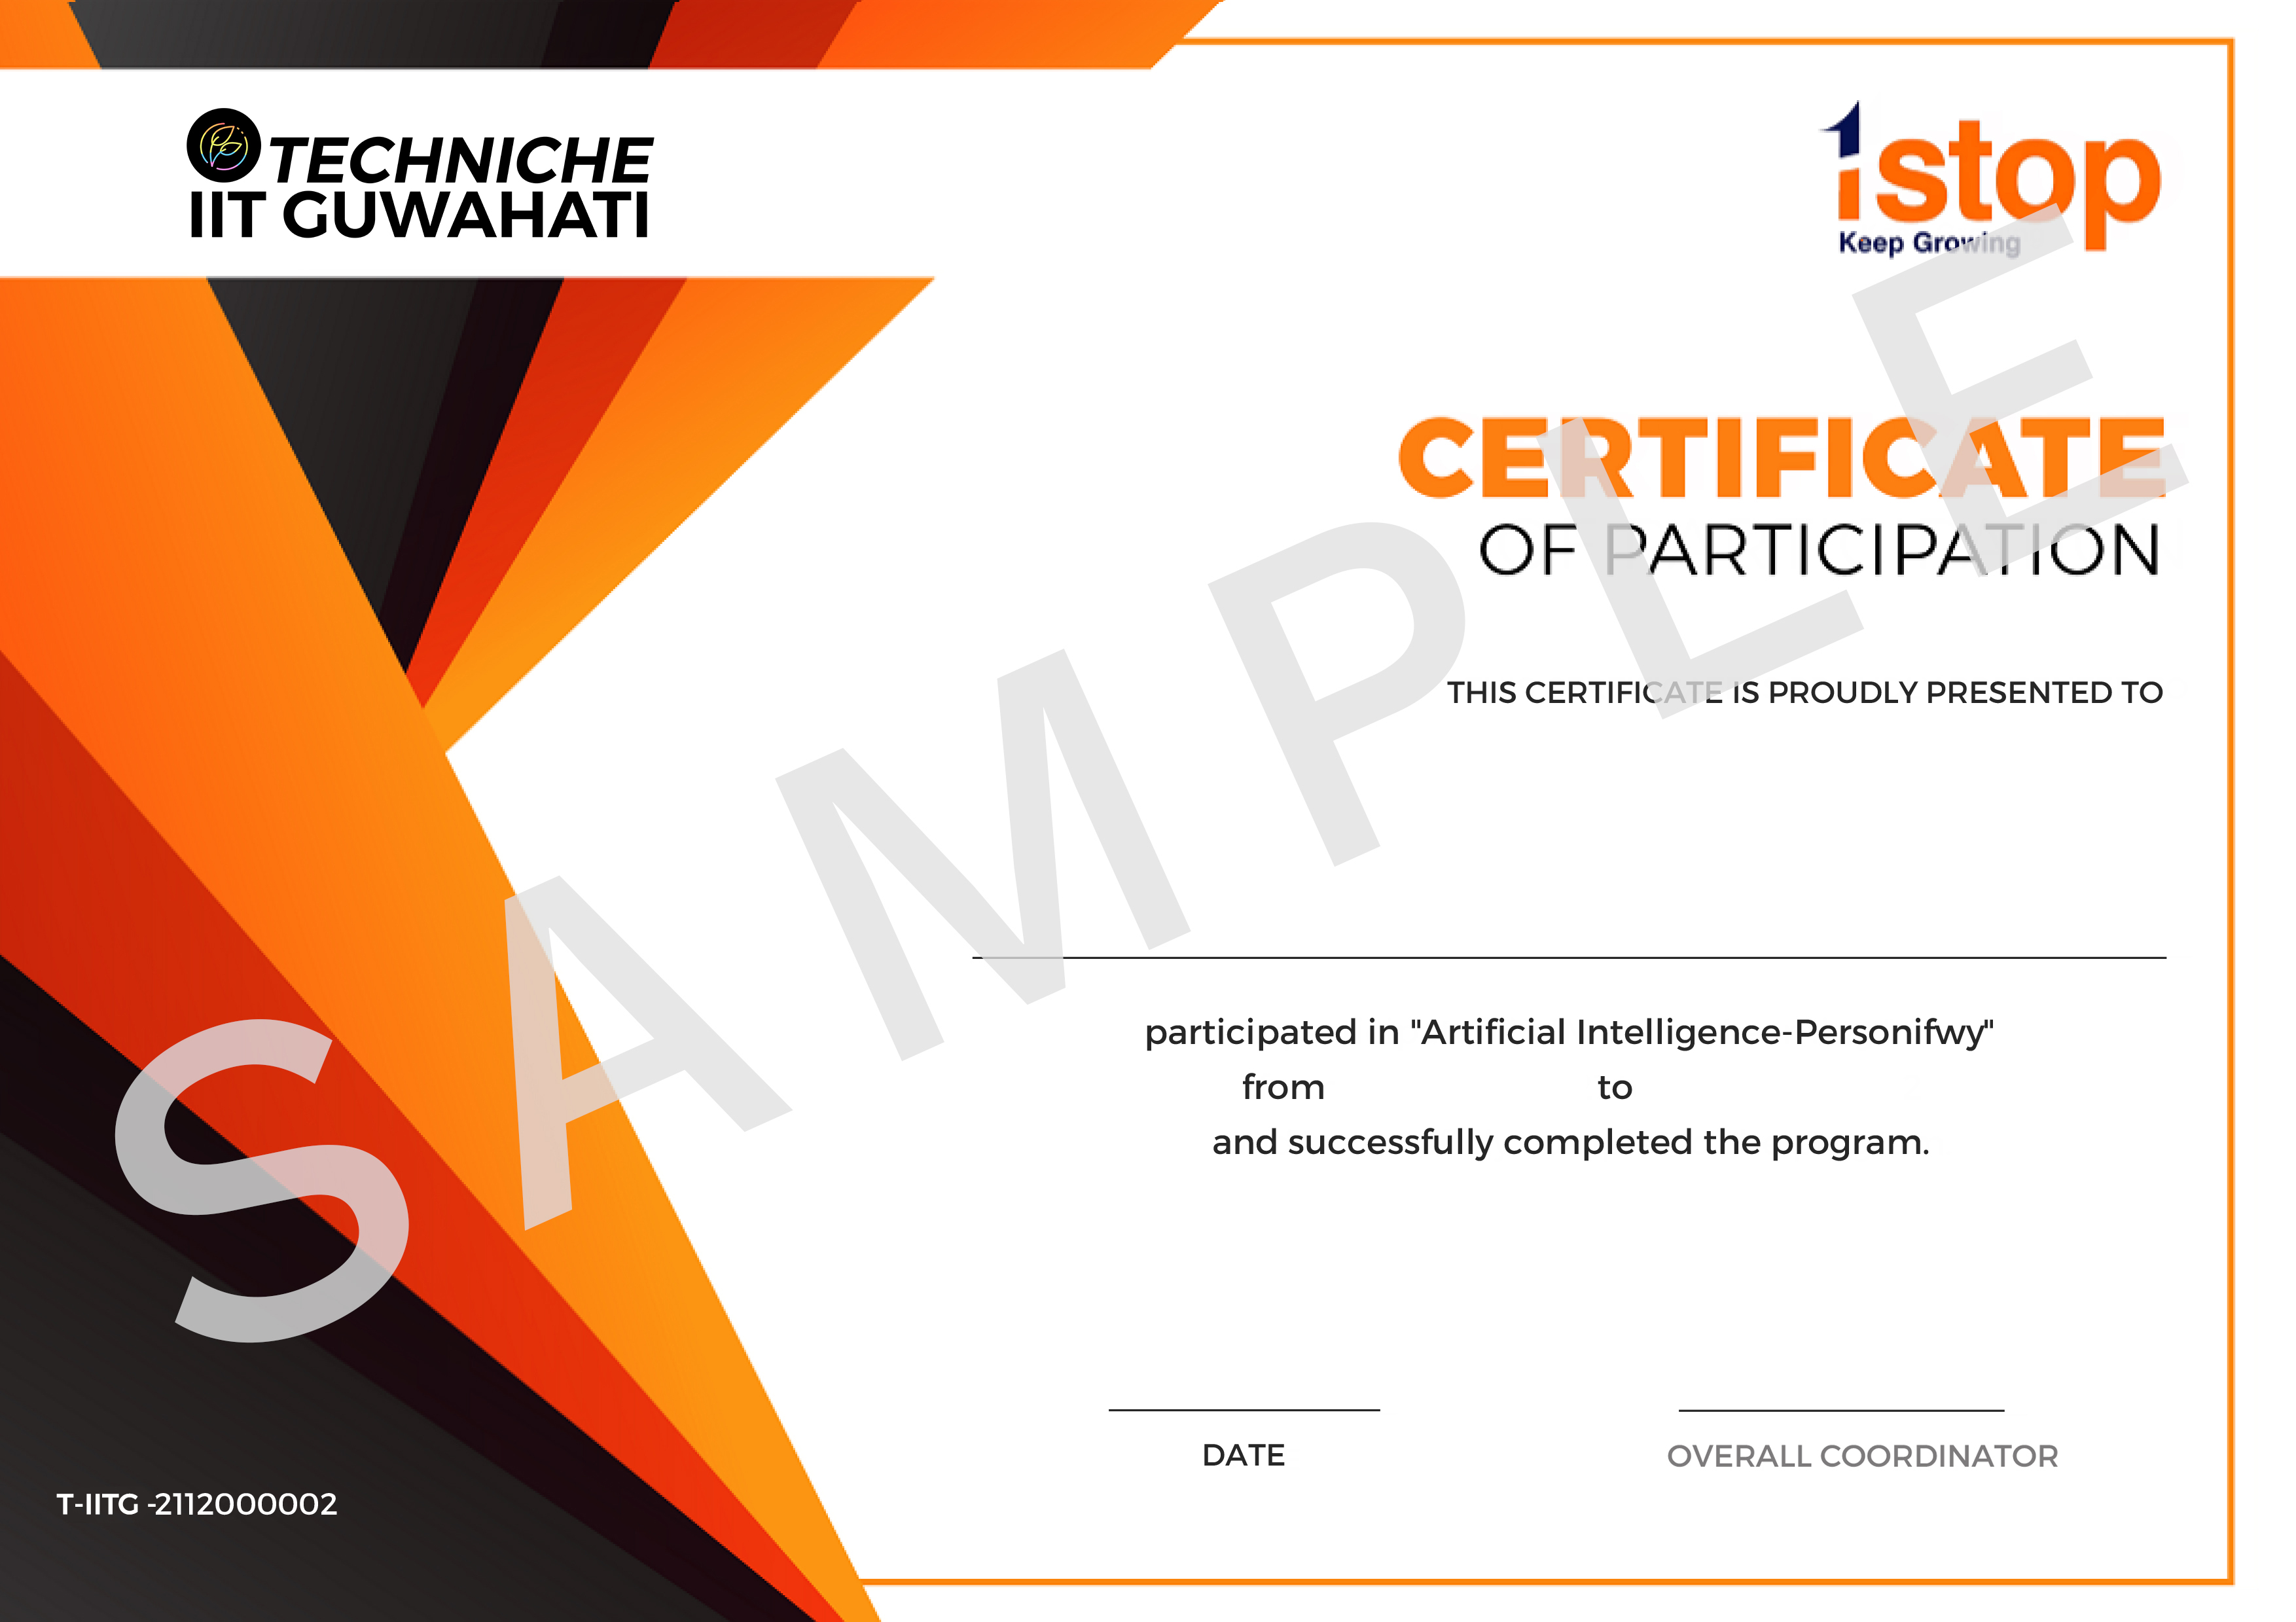 TECHNICHE
IIT GUWAHATI
1stop
Keep Growing
CERTIFICATE
OF PARTICIPATION
THIS CERTIFICATE IS PROUDLY PRESENTED TO
SAMPLE
participated in "Artificial Intelligence-Personifwy"
from to
and successfully completed the program.
DATE
OVERALL COORDINATOR
T-IITG -2112000002